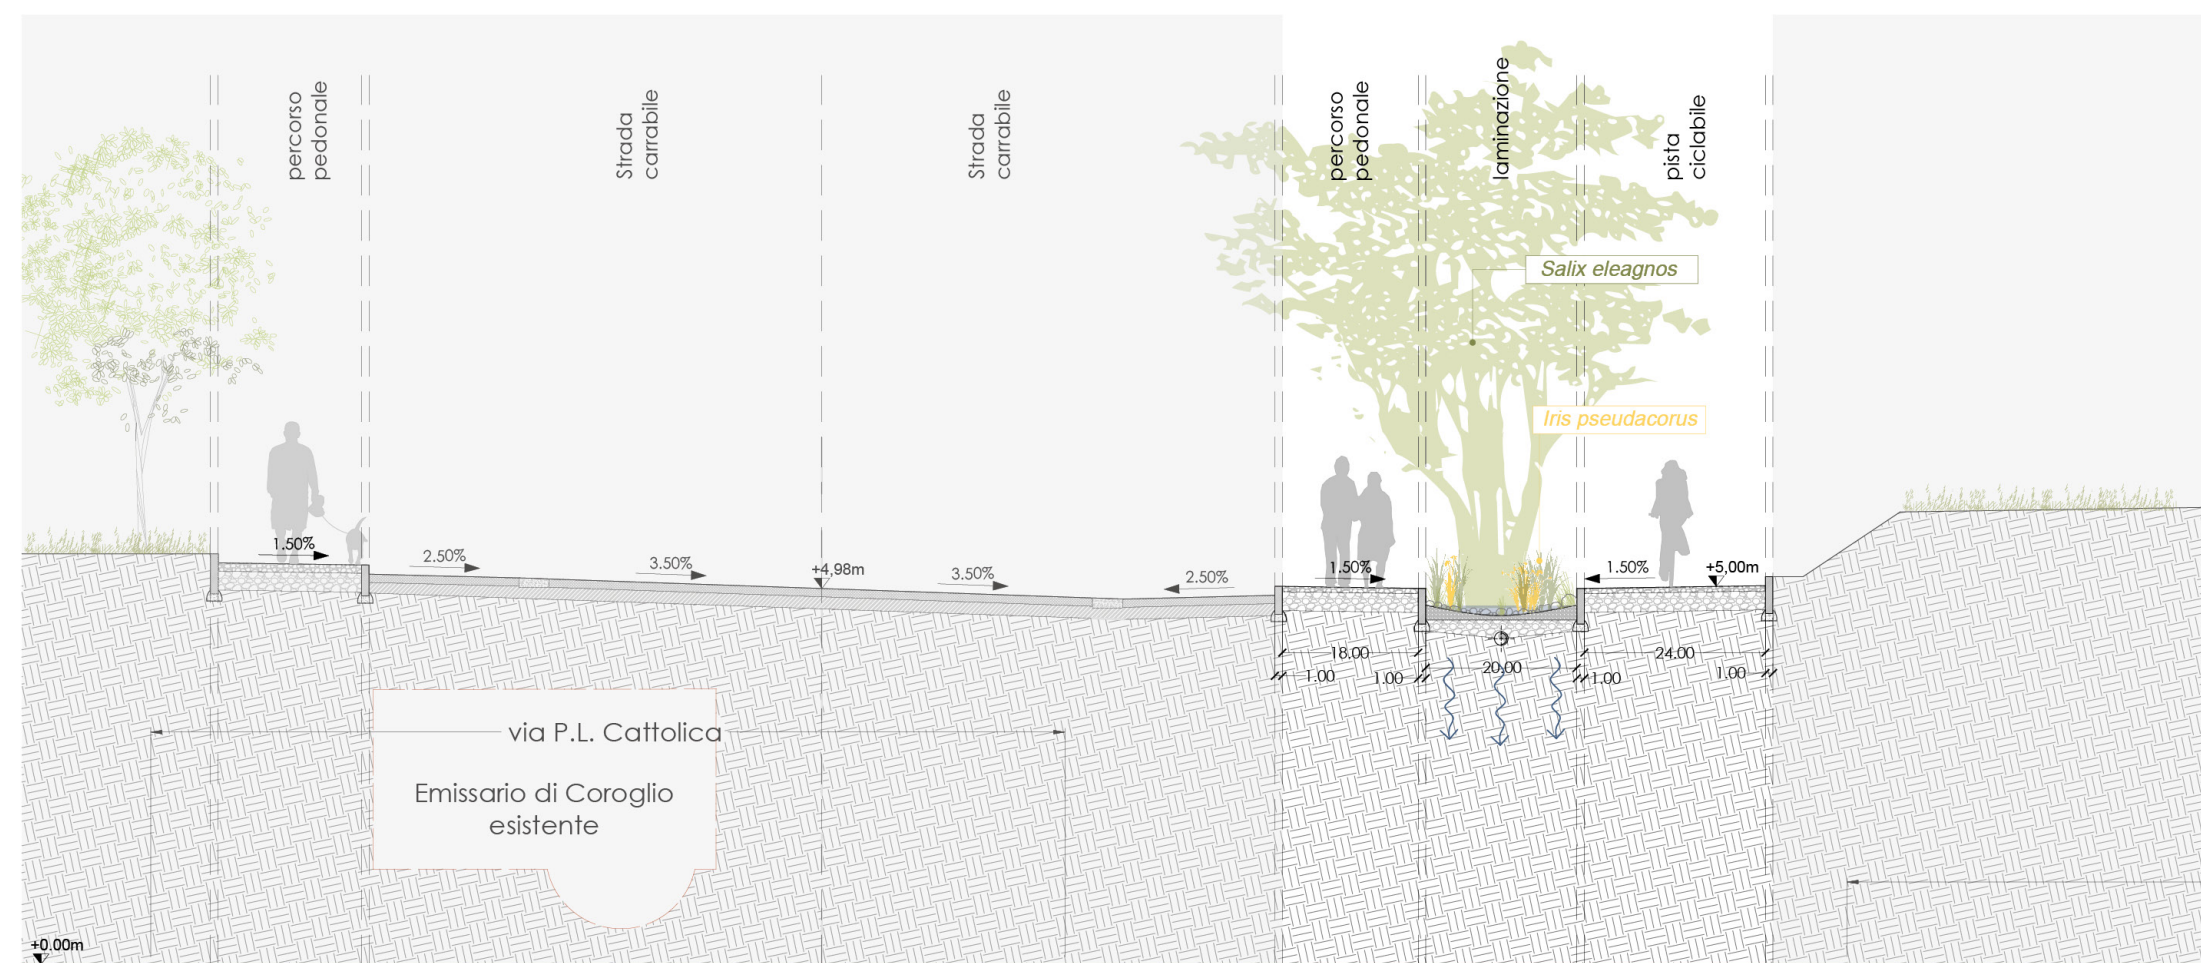 percorso
pedonale
Strada
carrabile
Strada
carrabile
percorso
pedonale
laminazione
pista
ciclabile
Salix eleagnos
Iris pseudacorus
1.50%
2.50%
3.50%
+4,98m
3.50%
2.50%
1.50%
1.50%
+5,00m
18.00
20.00
24.00
1.00
1.00
1.00
1.00
via P.L. Cattolica
Emissario di Coroglio
esistente
+0.00m